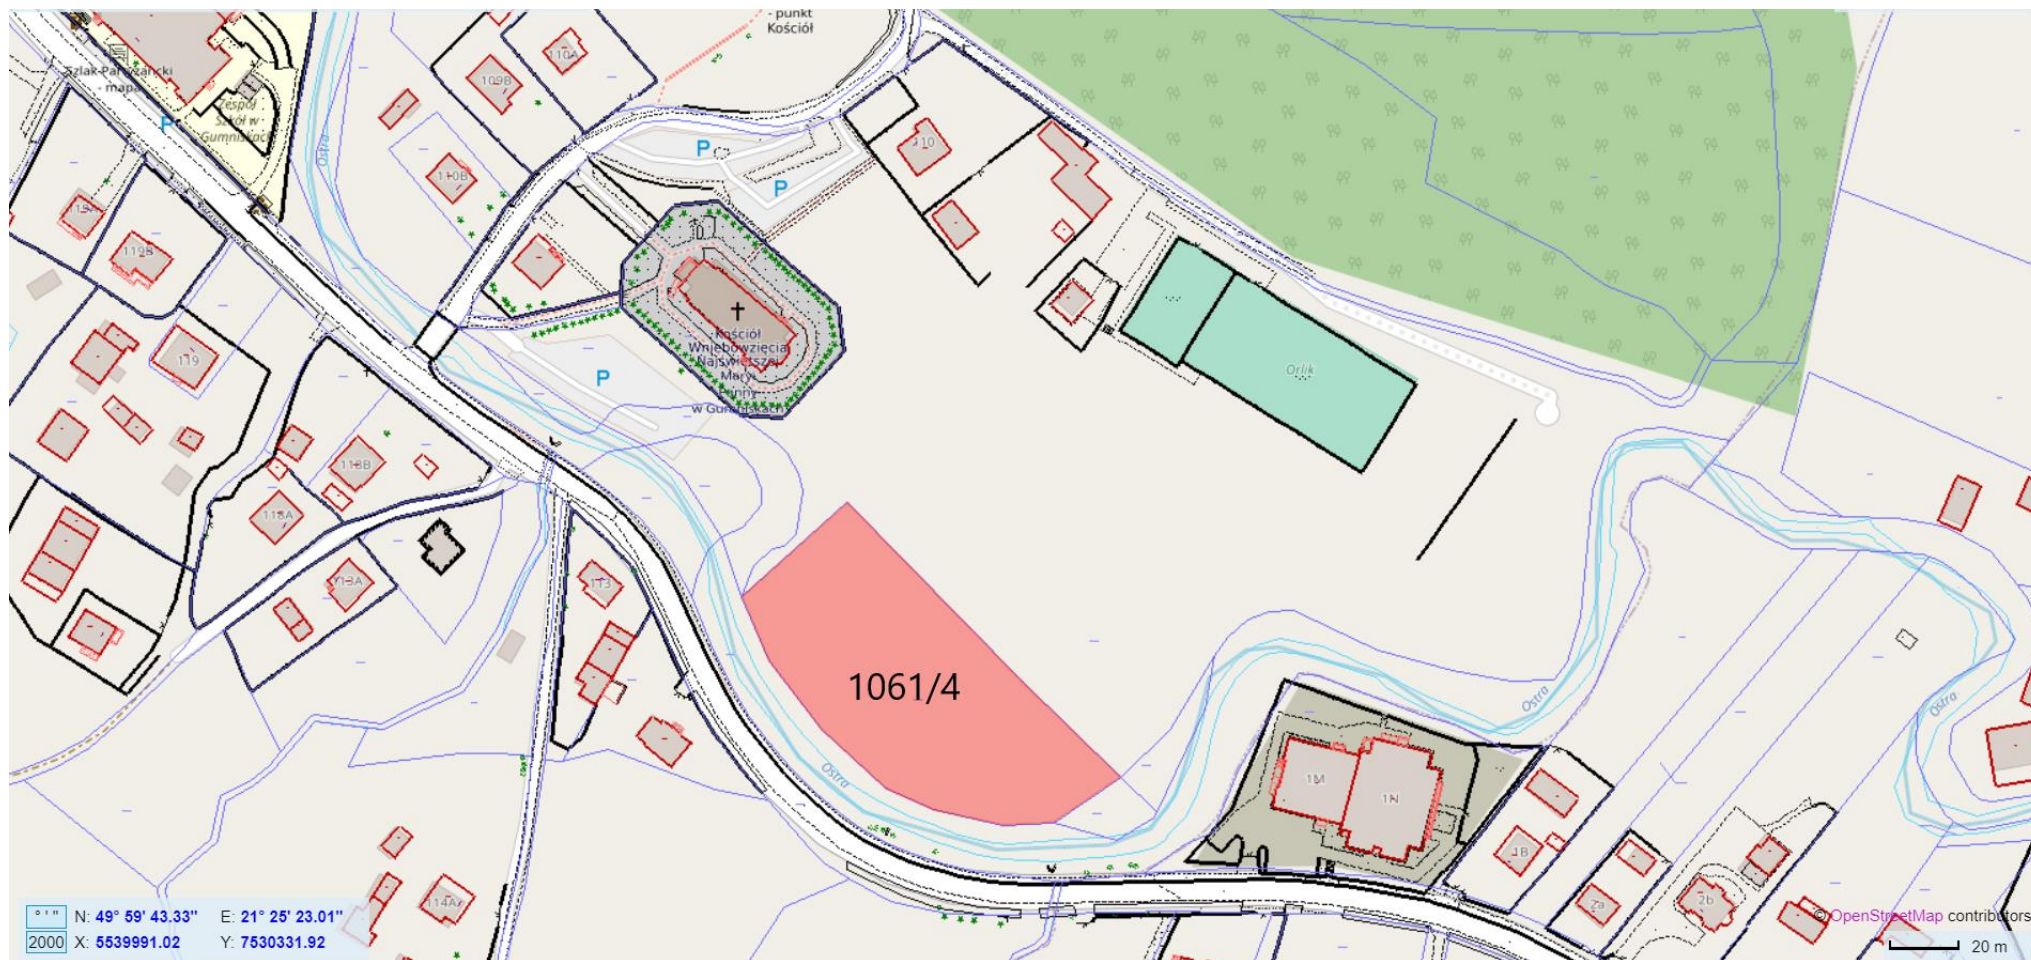 - punkt
Kościół
Szlak Partyzancki
- mapa
Zespół
Szkół w
Gumniskach
P
Ostra
109B
110A
110B
110
P
P
119B
119
Kościół
Wniebowzięcia
Najświętszej
Maryi
Panny
w Gumniskach
P
Orlik
118B
118A
113A
113
1061/4
Ostra
Ostra
Ostra
1M
1N
1B
2a
2b
114A
° ' "
N: 49° 59' 43.33" E: 21° 25' 23.01"
2000
X: 5539991.02 Y: 7530331.92
© OpenStreetMap contributors
20 m